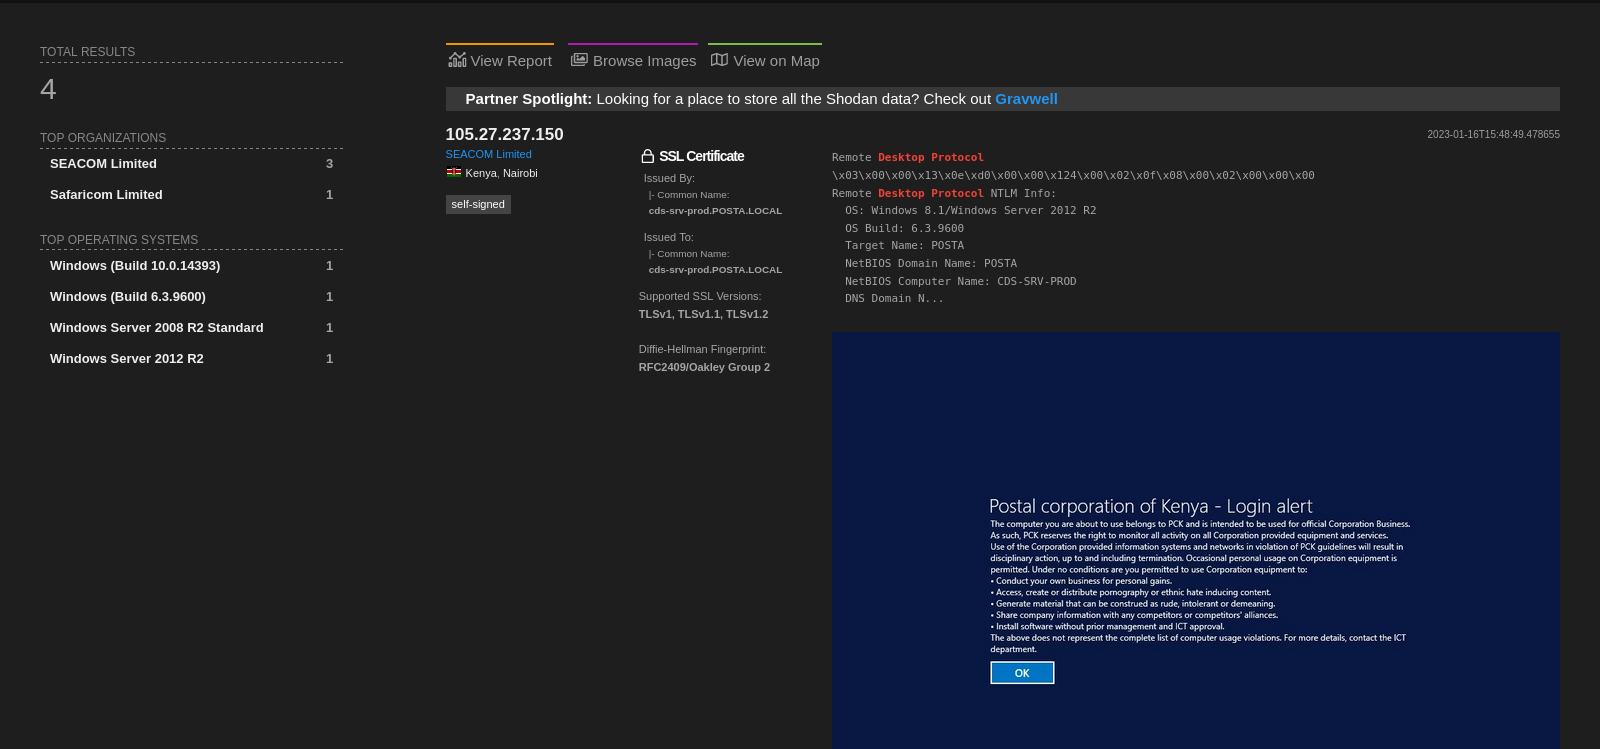 TOTAL RESULTS
4
TOP ORGANIZATIONS
SEACOM Limited 3
Safaricom Limited 1
TOP OPERATING SYSTEMS
Windows (Build 10.0.14393) 1
Windows (Build 6.3.9600) 1
Windows Server 2008 R2 Standard 1
Windows Server 2012 R2 1
View Report Browse Images View on Map
Partner Spotlight: Looking for a place to store all the Shodan data? Check out Gravwell
105.27.237.150
SEACOM Limited
Kenya, Nairobi
self-signed
SSL Certificate
Issued By:
|- Common Name:
cds-srv-prod.POSTA.LOCAL
Issued To:
|- Common Name:
cds-srv-prod.POSTA.LOCAL
Supported SSL Versions:
TLSv1, TLSv1.1, TLSv1.2
Diffie-Hellman Fingerprint:
RFC2409/Oakley Group 2
2023-01-16T15:48:49.478655
Remote Desktop Protocol
\x03\x00\x00\x13\x0e\xd0\x00\x00\x124\x00\x02\x0f\x08\x00\x02\x00\x00\x00
Remote Desktop Protocol NTLM Info:
OS: Windows 8.1/Windows Server 2012 R2
OS Build: 6.3.9600
Target Name: POSTA
NetBIOS Domain Name: POSTA
NetBIOS Computer Name: CDS-SRV-PROD
DNS Domain N...
Postal corporation of Kenya - Login alert
The computer you are about to use belongs to PCK and is intended to be used for official Corporation Business.
As such, PCK reserves the right to monitor all activity on all Corporation provided equipment and services.
Use of the Corporation provided information systems and networks in violation of PCK guidelines will result in
disciplinary action, up to and including termination. Occasional personal usage on Corporation equipment is
permitted. Under no conditions are you permitted to use Corporation equipment to:
• Conduct your own business for personal gains.
• Access, create or distribute pornography or ethnic hate inducing content.
• Generate material that can be construed as rude, intolerant or demeaning.
• Share company information with any competitors or competitors' alliances.
• Install software without prior management and ICT approval.
The above does not represent the complete list of computer usage violations. For more details, contact the ICT
department.
OK